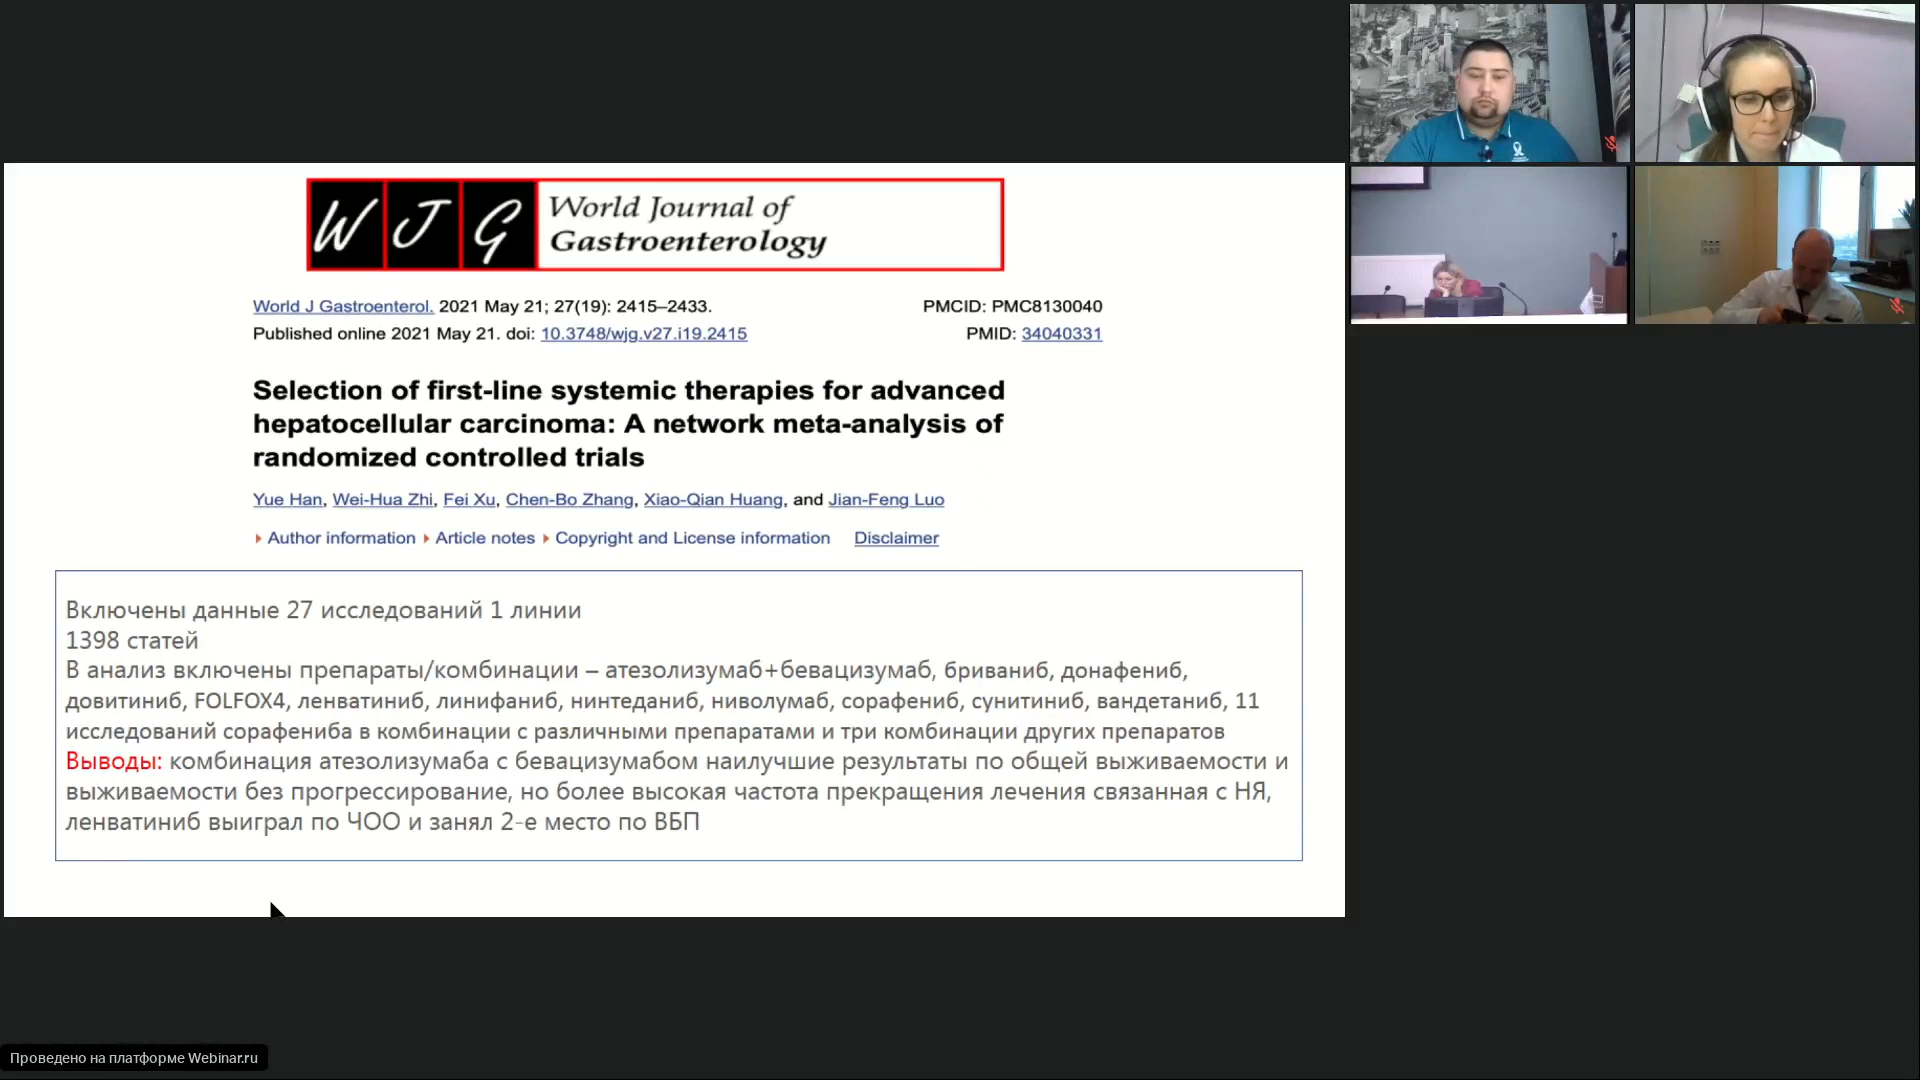 W J G World Journal of
Gastroenterology
World J Gastroenterol. 2021 May 21; 27(19): 2415–2433. PMCID: PMC8130040
Published online 2021 May 21. doi: 10.3748/wjg.v27.i19.2415 PMID: 34040331
Selection of first-line systemic therapies for advanced
hepatocellular carcinoma: A network meta-analysis of
randomized controlled trials
Yue Han, Wei-Hua Zhi, Fei Xu, Chen-Bo Zhang, Xiao-Qian Huang, and Jian-Feng Luo
Author information Article notes Copyright and License information Disclaimer
Включены данные 27 исследований 1 линии
1398 статей
В анализ включены препараты/комбинации – атезолизумаб+бевацизумаб, бриваниб, донафениб,
довитиниб, FOLFOX4, ленватиниб, линифаниб, нинтеданиб, ниволумаб, сорафениб, сунитиниб, вандетаниб, 11
исследований сорафениба в комбинации с различными препаратами и три комбинации других препаратов
Выводы: комбинация атезолизумаба с бевацизумабом наилучшие результаты по общей выживаемости и
выживаемости без прогрессирование, но более высокая частота прекращения лечения связанная с НЯ,
ленватиниб выиграл по ЧОО и занял 2-е место по ВБП
Проведено на платформе Webinar.ru